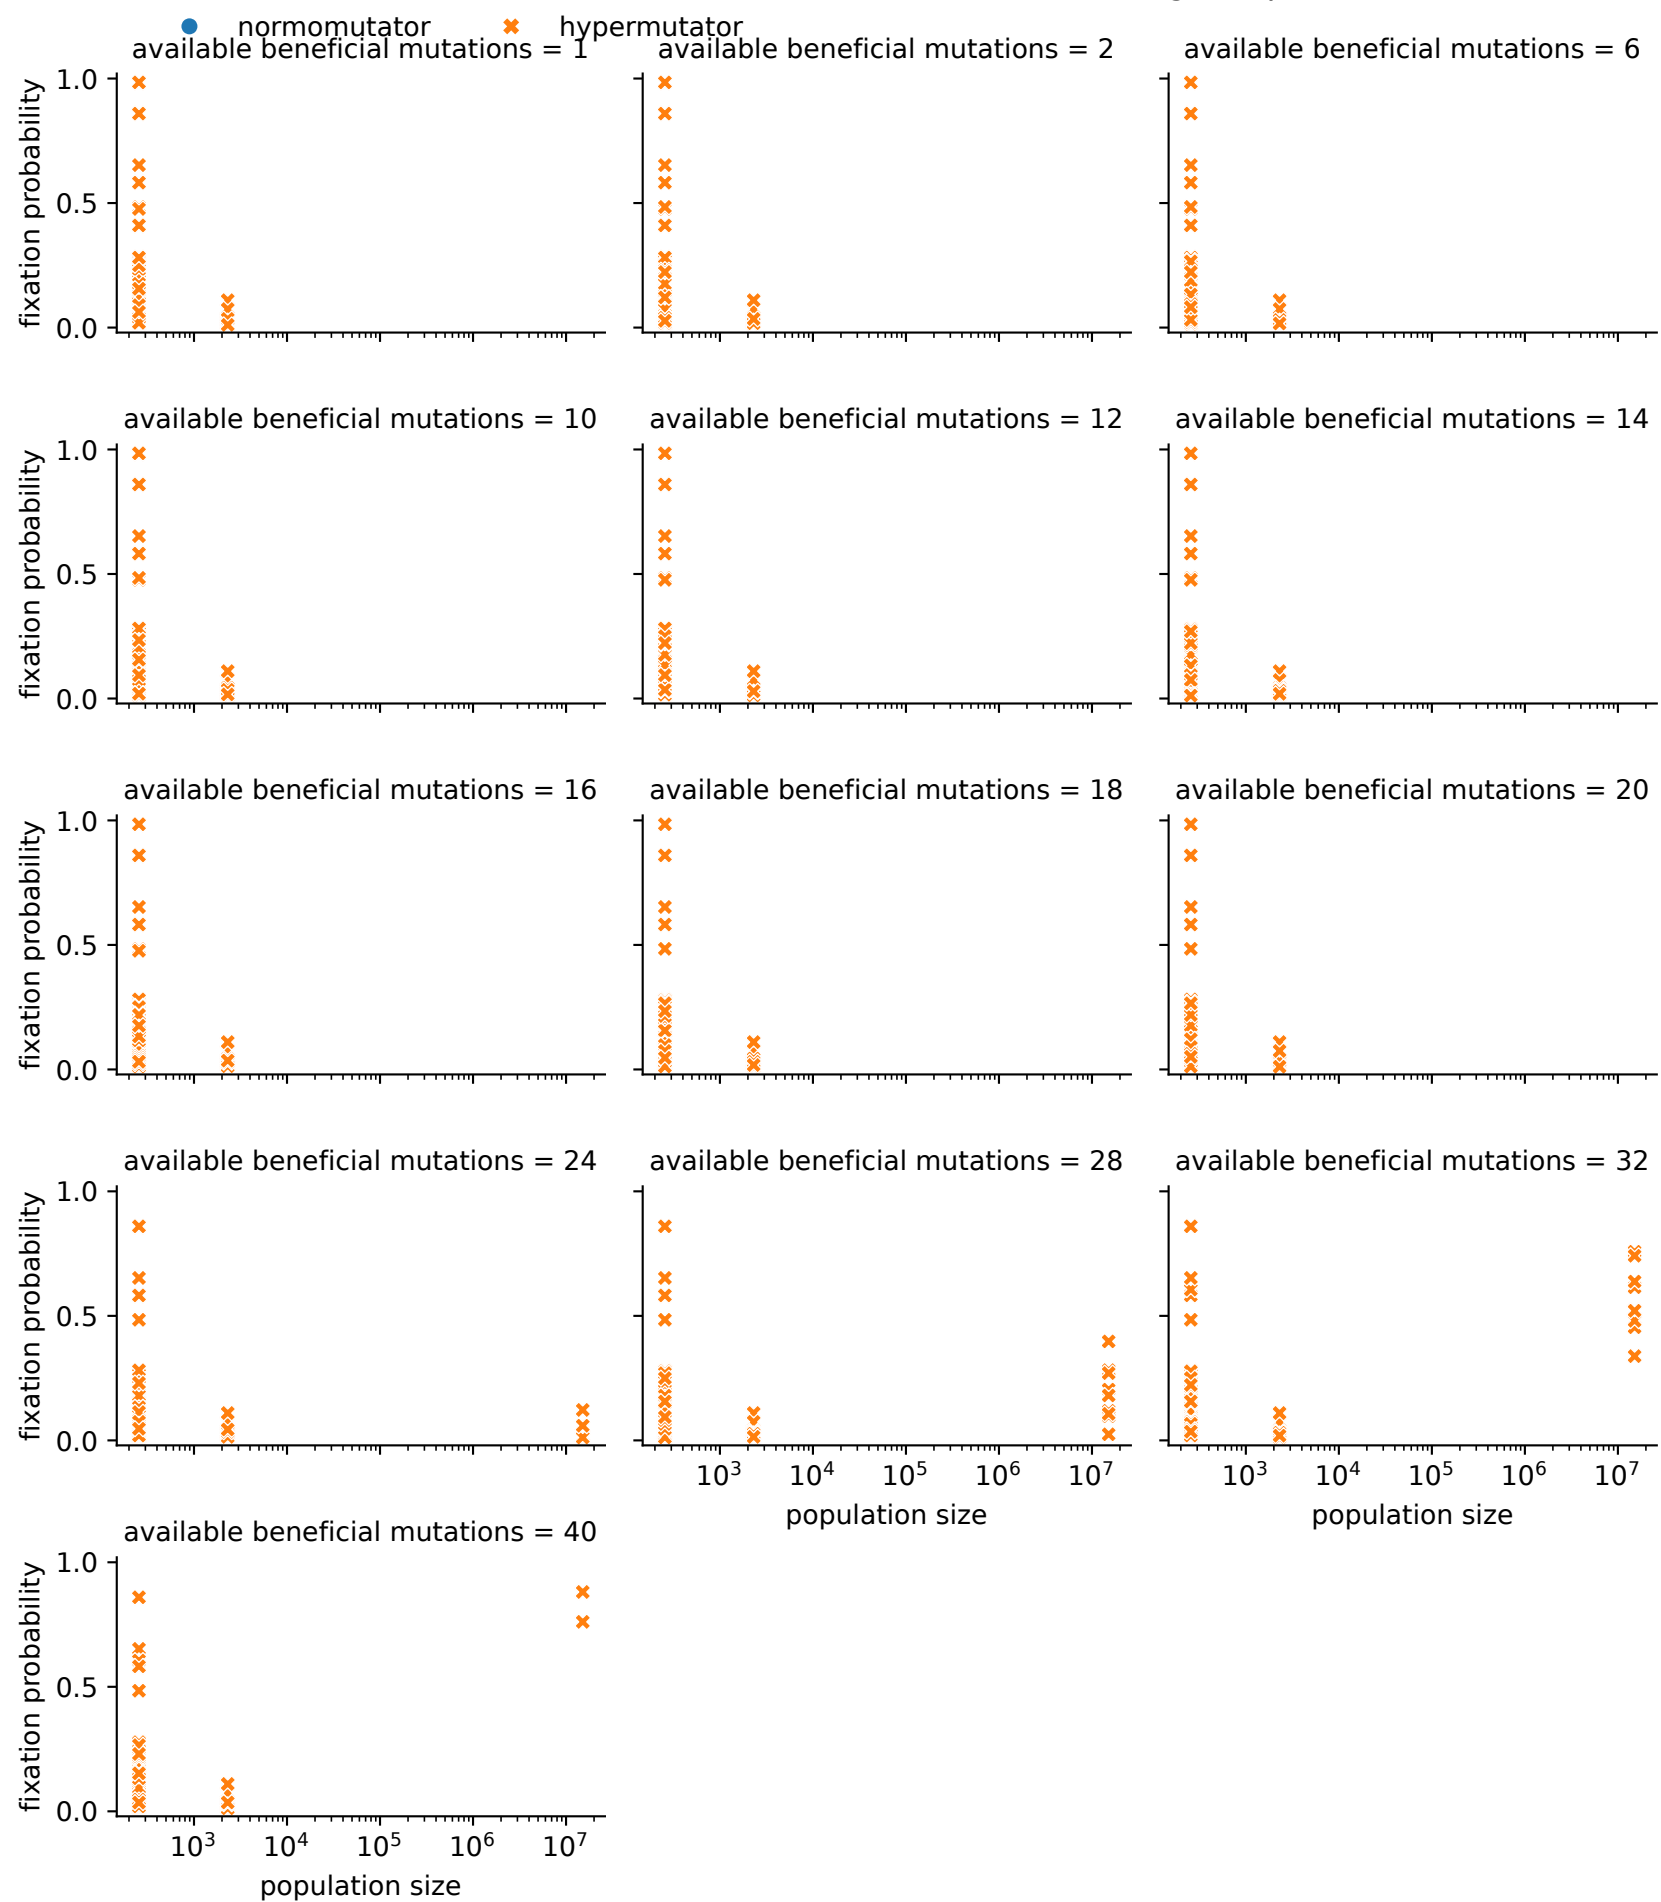 normomutator hypermutator
available beneficial mutations = 1 available beneficial mutations = 2 available beneficial mutations = 6
1.0
0.5
0.0
fixation probability
available beneficial mutations = 10 available beneficial mutations = 12 available beneficial mutations = 14
1.0
0.5
0.0
fixation probability
available beneficial mutations = 16 available beneficial mutations = 18 available beneficial mutations = 20
1.0
0.5
0.0
fixation probability
available beneficial mutations = 24 available beneficial mutations = 28 available beneficial mutations = 32
1.0
0.5
0.0
fixation probability
10³ 10⁴ 10⁵ 10⁶ 10⁷ 10³ 10⁴ 10⁵ 10⁶ 10⁷
population size population size
available beneficial mutations = 40
1.0
0.5
0.0
fixation probability
10³ 10⁴ 10⁵ 10⁶ 10⁷
population size